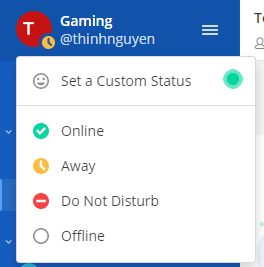 T
Gaming
@thinhnguyen
Set a Custom Status
Online
Away
Do Not Disturb
Offline